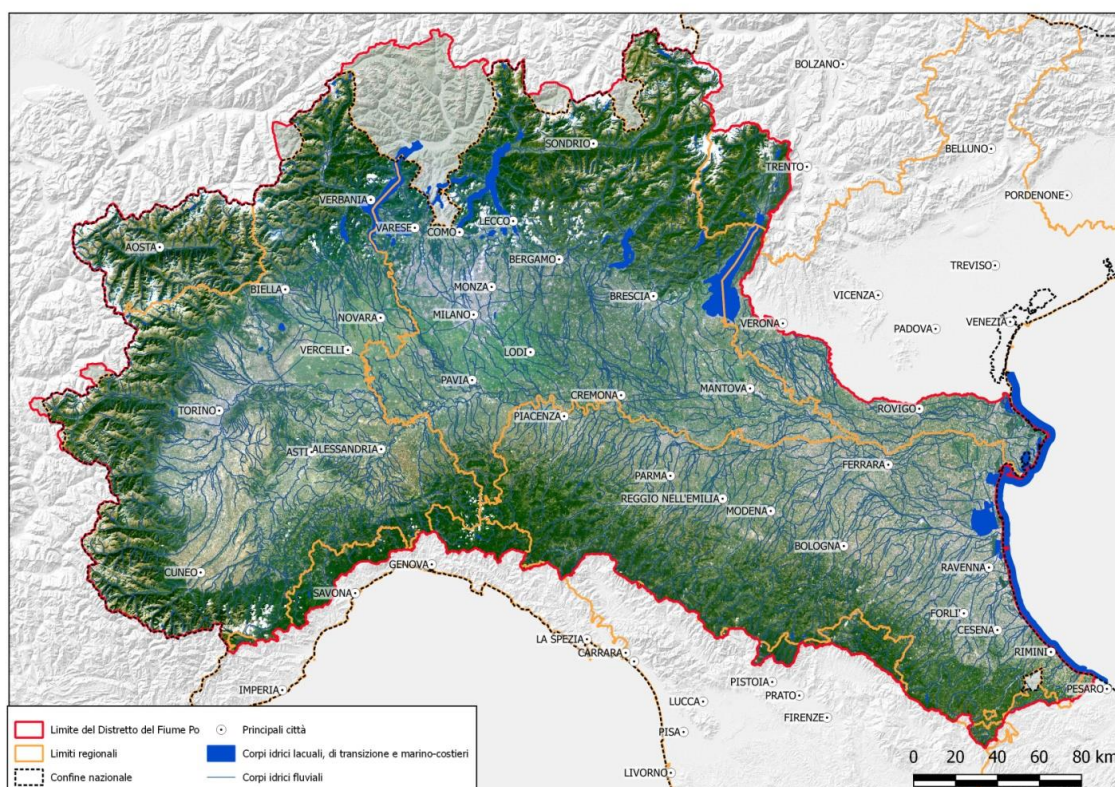 BOLZANO
BELLUNO
SONDRIO
TRENTO
PORDENONE
VERBANIA
LECCO
VARESE
COMO
AOSTA
BERGAMO
TREVISO
BIELLA
MONZA
BRESCIA
VICENZA
NOVARA
MILANO
VERONA
PADOVA
VENEZIA
VERCELLI
LODI
PAVIA
MANTOVA
CREMONA
TORINO
PIACENZA
ROVIGO
ASTI
ALESSANDRIA
FERRARA
PARMA
REGGIO NELL'EMILIA
MODENA
BOLOGNA
CUNEO
GENOVA
RAVENNA
SAVONA
FORLI'
CESENA
LA SPEZIA
CARRARA
RIMINI
IMPERIA
PISTOIA
PRATO
PESARO
LUCCA
FIRENZE
PISA
LIVORNO
Limite del Distretto del Fiume Po
Principali città
Limiti regionali
Corpi idrici lacuali, di transizione e marino-costieri
Confine nazionale
Corpi idrici fluviali
0 20 40 60 80 km